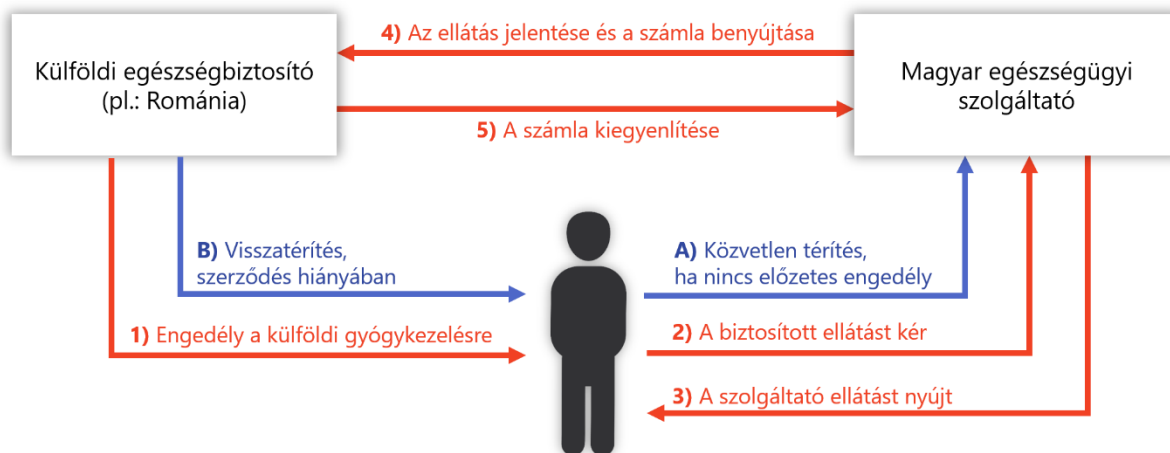 4) Az ellátás jelentése és a számla benyújtása
Külföldi egészségbiztosító
(pl.: Románia)
Magyar egészségügyi
szolgáltató
5) A számla kiegyenlítése
B) Visszatérítés,
szerződés hiányában
A) Közvetlen térítés,
ha nincs előzetes engedély
1) Engedély a külföldi gyógykezelésre
2) A biztosított ellátást kér
3) A szolgáltató ellátást nyújt